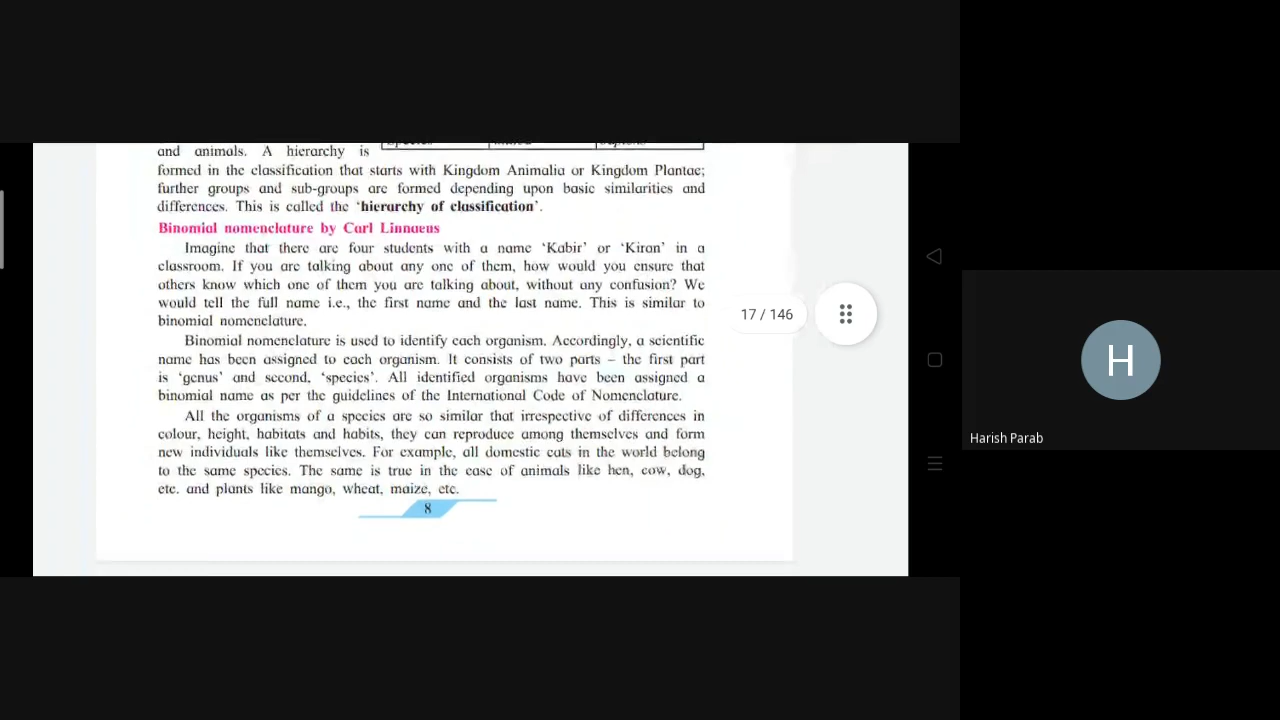 and animals. A hierarchy is
formed in the classification that starts with Kingdom Animalia or Kingdom Plantae;
further groups and sub-groups are formed depending upon basic similarities and
differences. This is called the ‘hierarchy of classification’.
Binomial nomenclature by Carl Linnaeus
Imagine that there are four students with a name ‘Kabir’ or ‘Kiran’ in a
classroom. If you are talking about any one of them, how would you ensure that
others know which one of them you are talking about, without any confusion? We
would tell the full name i.e., the first name and the last name. This is similar to
binomial nomenclature.
Binomial nomenclature is used to identify each organism. Accordingly, a scientific
name has been assigned to each organism. It consists of two parts – the first part
is ‘genus’ and second, ‘species’. All identified organisms have been assigned a
binomial name as per the guidelines of the International Code of Nomenclature.
All the organisms of a species are so similar that irrespective of differences in
colour, height, habitats and habits, they can reproduce among themselves and form
new individuals like themselves. For example, all domestic cats in the world belong
to the same species. The same is true in the case of animals like hen, cow, dog,
etc. and plants like mango, wheat, maize, etc.
8
17 / 146
H
Harish Parab